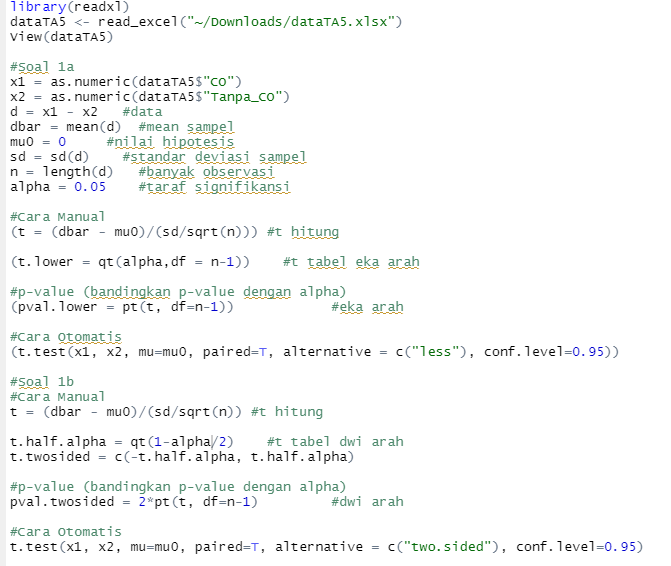 library(readxl)
dataTA5 <- read_excel("~/Downloads/dataTA5.xlsx")
View(dataTA5)
#Soal 1a
x1 = as.numeric(dataTA5$"CO")
x2 = as.numeric(dataTA5$"Tanpa_CO")
d = x1 - x2   #data
dbar = mean(d)  #mean sampel
mu0 = 0     #nilai hipotesis
sd = sd(d)    #standar deviasi sampel
n = length(d)   #banyak observasi
alpha = 0.05    #taraf signifikansi
#Cara Manual
(t = (dbar - mu0)/(sd/sqrt(n))) #t hitung
(t.lower = qt(alpha,df = n-1))    #t tabel eka arah
#p-value (bandingkan p-value dengan alpha)
(pval.lower = pt(t, df=n-1))            #eka arah
#Cara Otomatis
(t.test(x1, x2, mu=mu0, paired=T, alternative = c("less"), conf.level=0.95))
#Soal 1b
#Cara Manual
t = (dbar - mu0)/(sd/sqrt(n)) #t hitung
t.half.alpha = qt(1-alpha/2)    #t tabel dwi arah
t.twosided = c(-t.half.alpha, t.half.alpha)
#p-value (bandingkan p-value dengan alpha)
pval.twosided = 2*pt(t, df=n-1)         #dwi arah
#Cara Otomatis
t.test(x1, x2, mu=mu0, paired=T, alternative = c("two.sided"), conf.level=0.95)